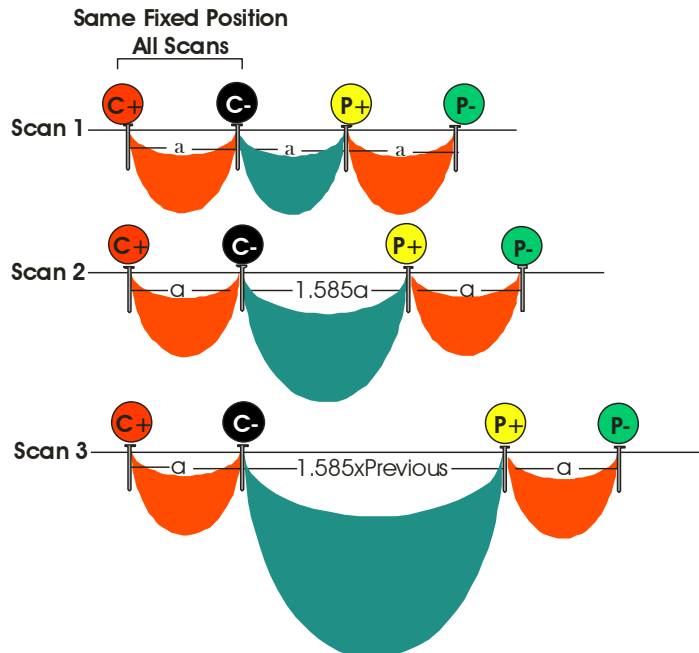 Same Fixed Position
All Scans
C+ C- P+ P-
Scan 1
a a a
C+ C- P+ P-
Scan 2
a 1.585a a
C+ C- P+ P-
Scan 3
a 1.585xPrevious a